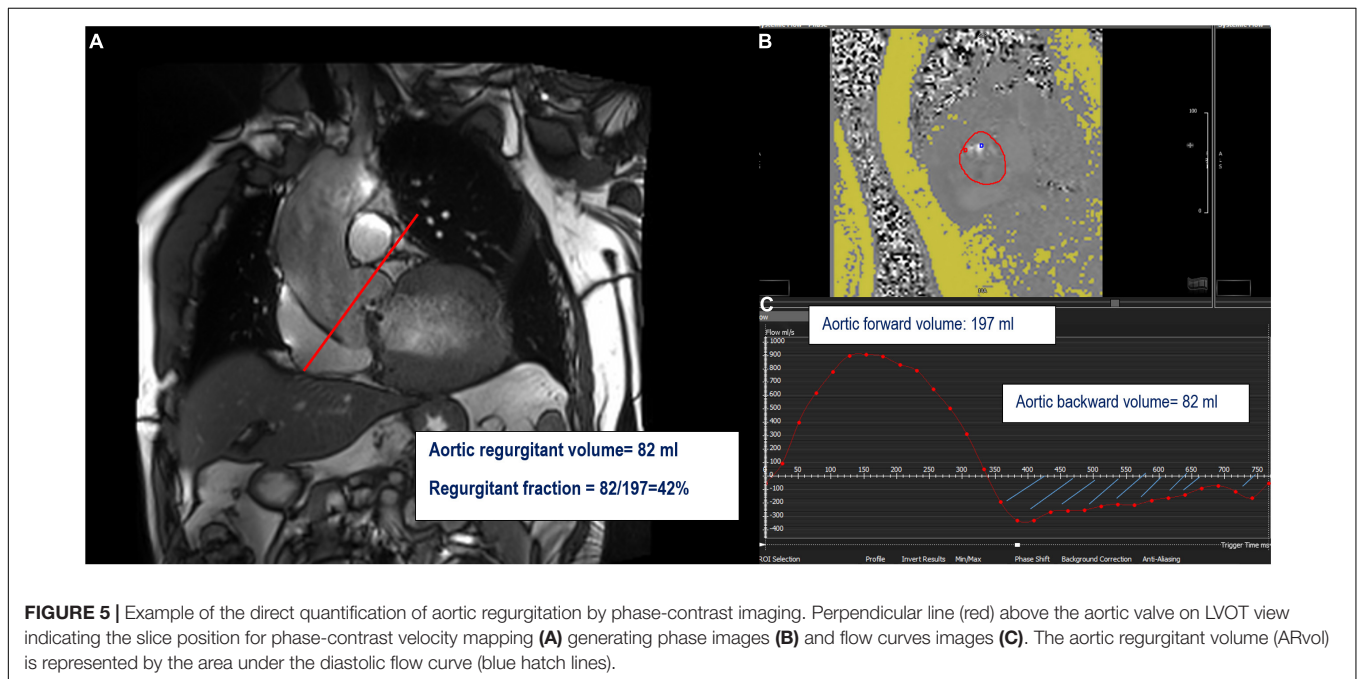 A
B
C
100
0
Aortic regurgitant volume= 82 ml
Regurgitant fraction = 82/197=42%
Aortic forward volume: 197 ml
Flow ml/s
Aortic backward volume= 82 ml
1000
900
800
700
600
500
400
300
200
100
50 100 150 200 250 300 350 400 450 500 550 600 650 700 750
-100
-200
-300
-400
Trigger Time ms
ROI Selection Profile Invert Results Min/Max Phase Shift Background Correction Anti-Aliasing
FIGURE 5 | Example of the direct quantification of aortic regurgitation by phase-contrast imaging. Perpendicular line (red) above the aortic valve on LVOT view
indicating the slice position for phase-contrast velocity mapping (A) generating phase images (B) and flow curves images (C). The aortic regurgitant volume (ARvol)
is represented by the area under the diastolic flow curve (blue hatch lines).